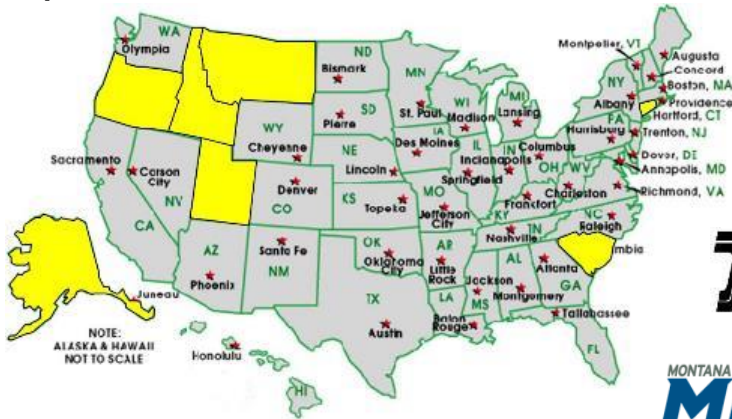 WA
Olympia
ND
Bismark
MN
St. Paul
WI
Madison
MI
Lansing
Montpelier, VT
Augusta
Concord
NY
Boston, MA
Albany
Providence
Hartford, CT
PA
Harrisburg
Trenton, NJ
Dover, DE
Annapolis, MD
Richmond, VA
SD
Pierre
WY
Cheyenne
IA
Des Moines
NE
Lincoln
IL
Springfield
IN
Indianapolis
Columbus
OH
WV
Charleston
Sacramento
Carson
City
NV
CA
Denver
CO
KS
Topeka
MO
Jefferson
City
Frankfort
KY
NC
Raleigh
TN
Nashville
mbia
AZ
Phoenix
Santa Fe
NM
OK
Oklahoma
City
AR
Little
Rock
Jackson
MS
AL
Montgomery
Atlanta
GA
TX
Austin
LA
Baton
Rouge
Tallahassee
FL
Juneau
NOTE:
ALASKA & HAWAII
NOT TO SCALE
Honolulu
HI
MONTANA